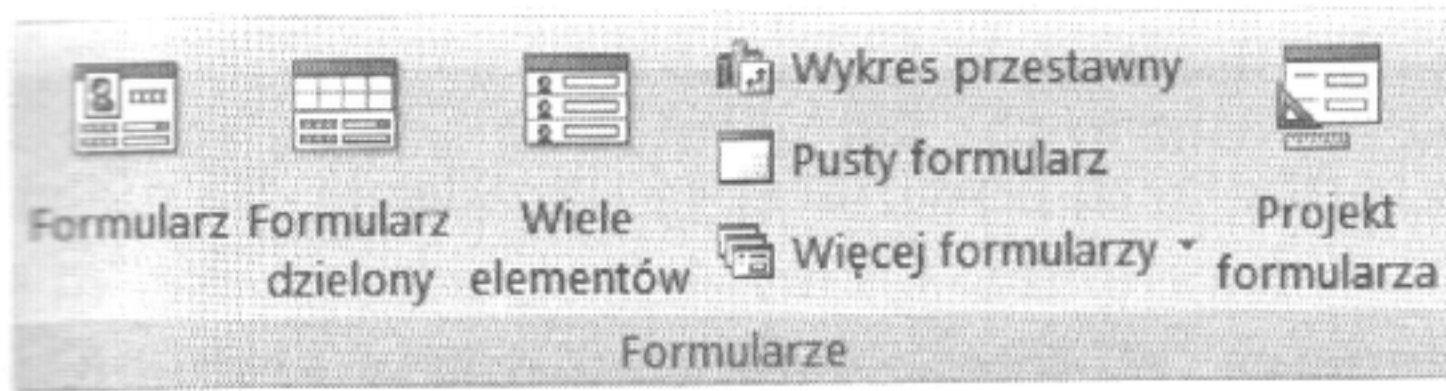 Formularz
Formularz
dzielony
Wiele
elementów
Wykres przestawny
Pusty formularz
Więcej formularzy
Projekt
formularza
Formularze